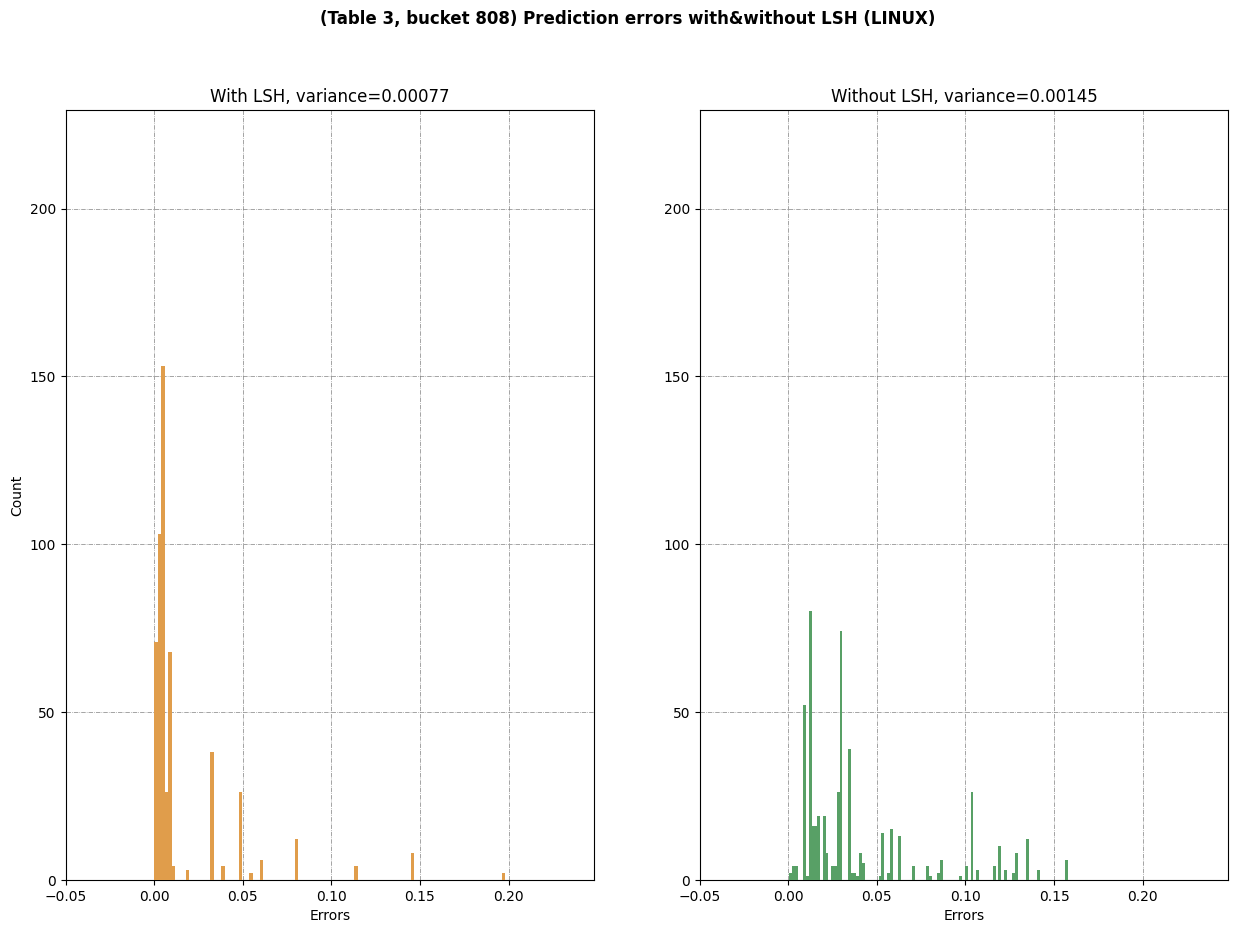 (Table 3, bucket 808) Prediction errors with&without LSH (LINUX)
With LSH, variance=0.00077
200
150
100
50
0
Count
−0.05 0.00 0.05 0.10 0.15 0.20
Errors
Without LSH, variance=0.00145
200
150
100
50
0
−0.05 0.00 0.05 0.10 0.15 0.20
Errors